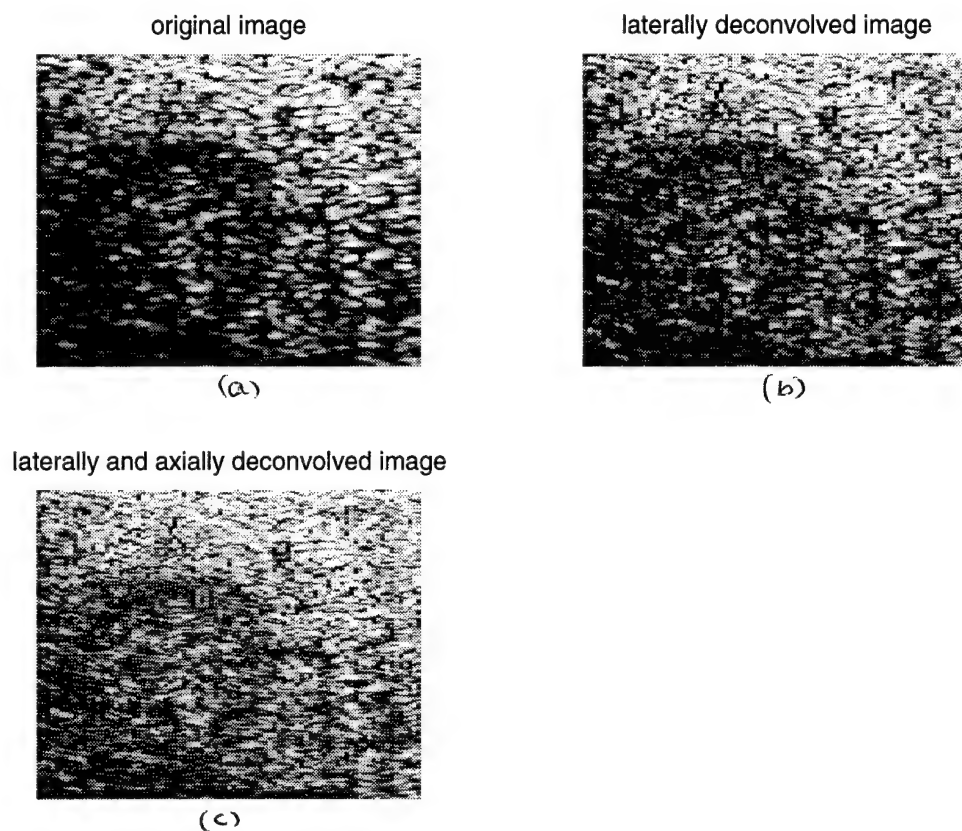 original image
laterally deconvolved image
(a)
(b)
laterally and axially deconvolved image
(c)